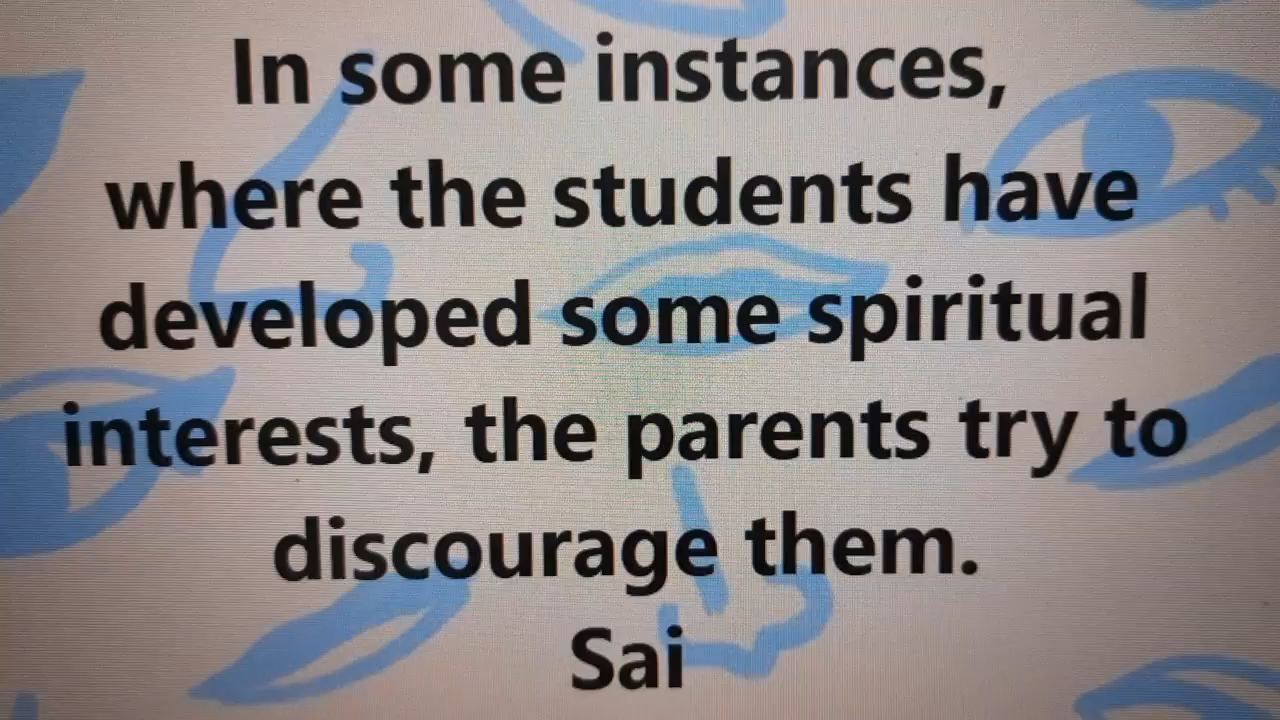 In some instances,
where the students have
developed some spiritual
interests, the parents try to
discourage them.
Sai